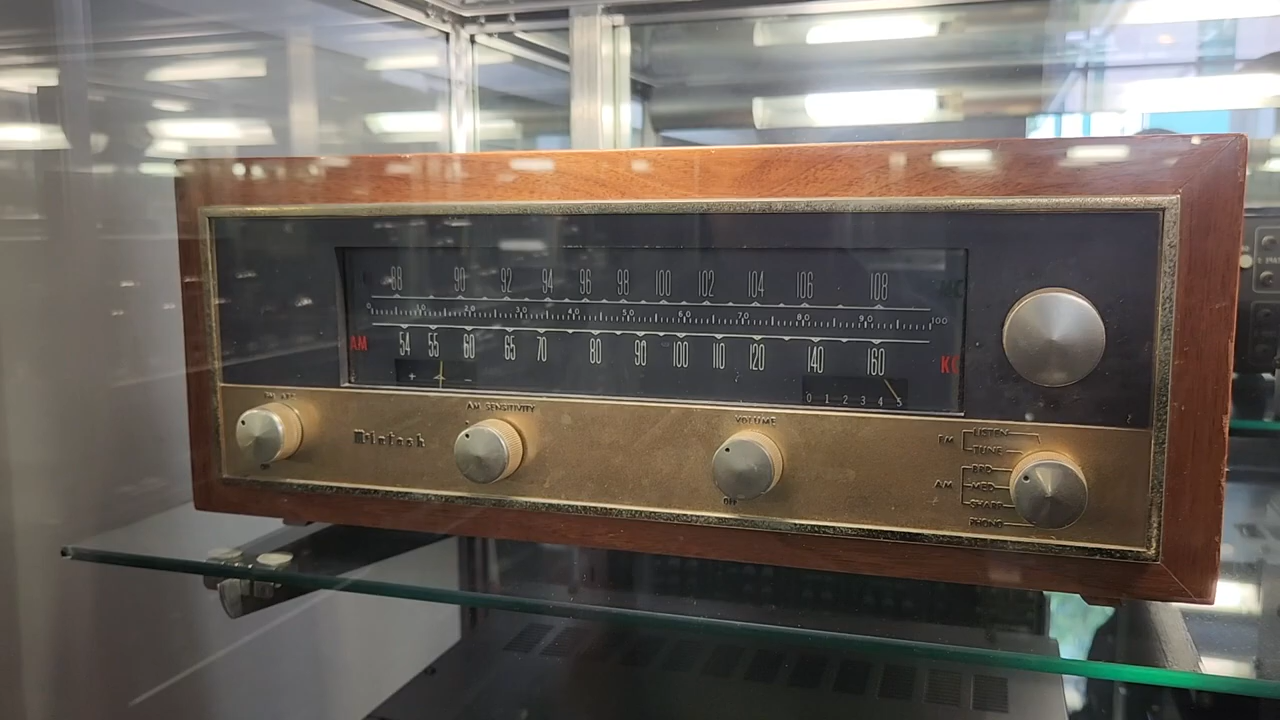 88 90 92 94 96 98 100 102 104 106 108
0 10 20 30 40 50 60 70 80 90 100
AM 54 55 60 65 70 80 90 100 110 120 140 160 KC
+ -
0 1 2 3 4 5
AM SENSITIVITY
VOLUME
OFF
McIntosh
FM LISTEN
TUNE
AM BRD
MED
SHARP
PHONO